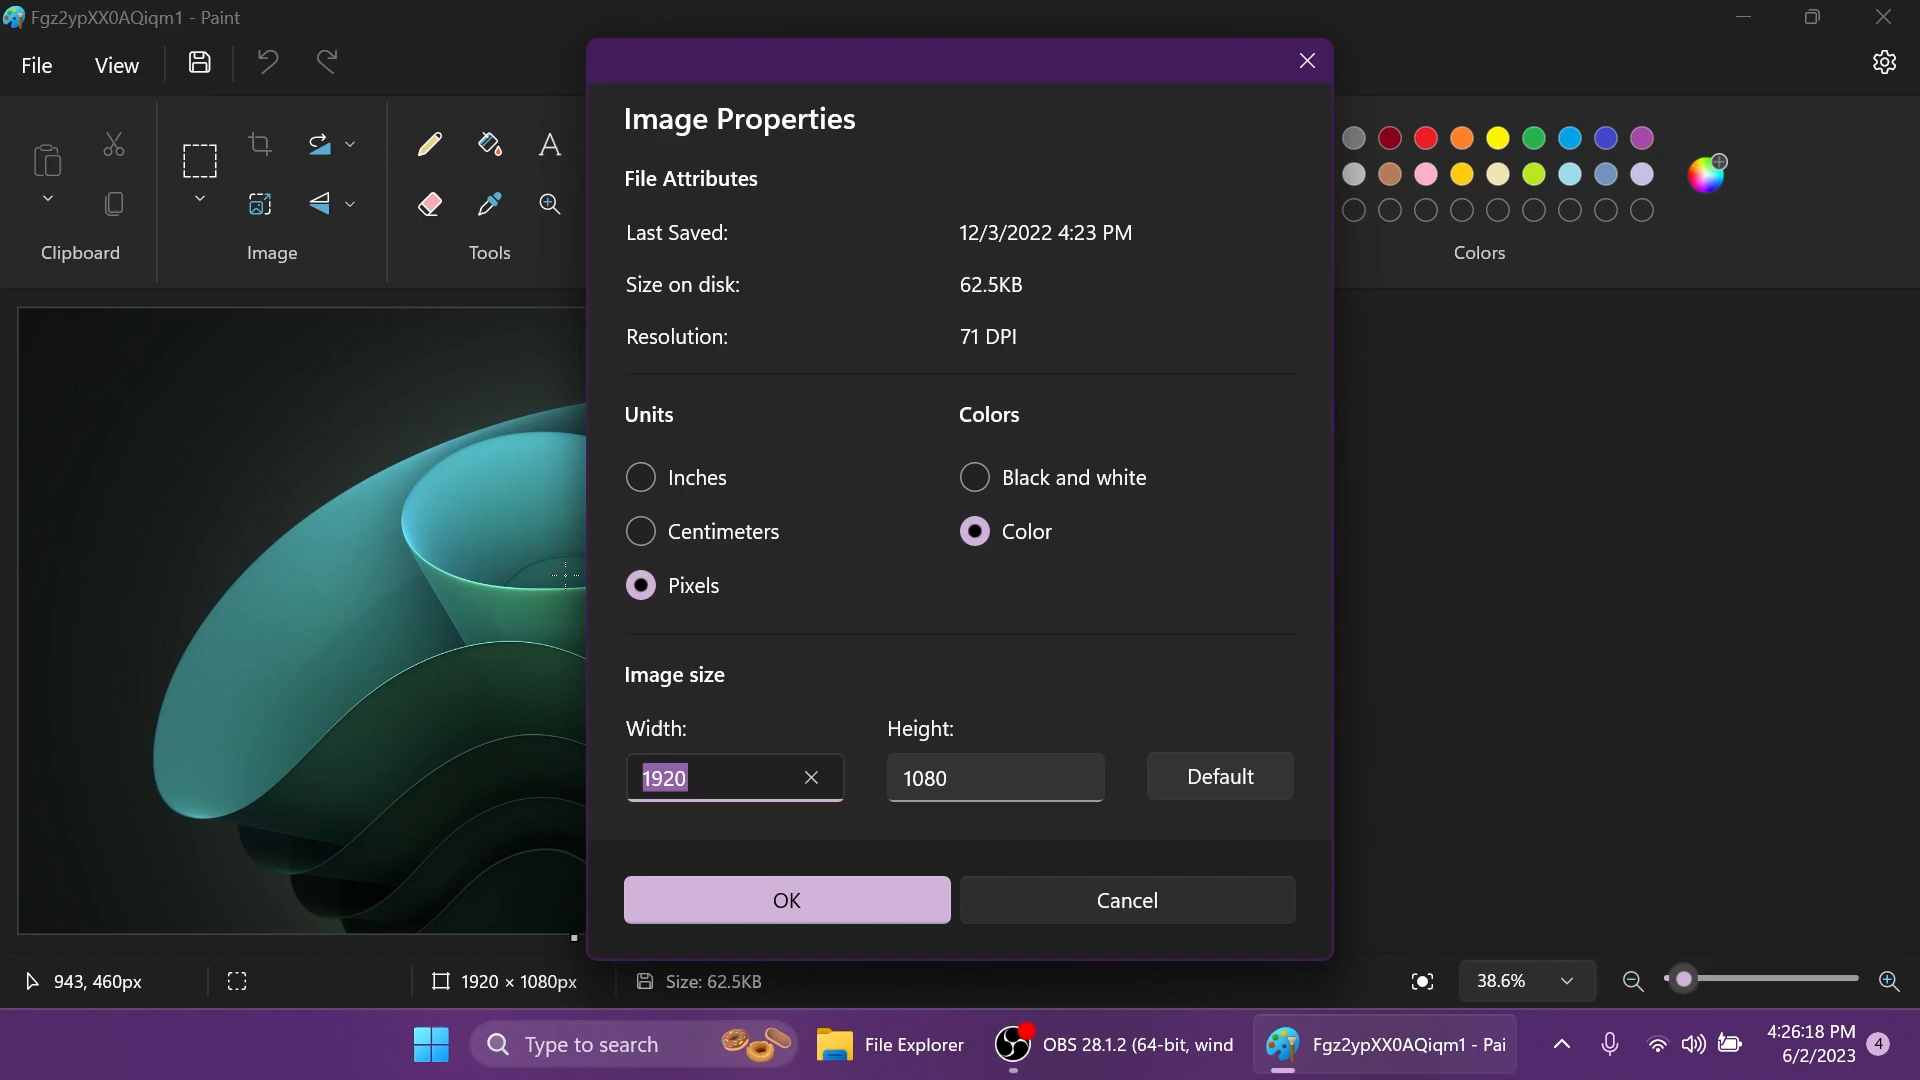 Fgz2ypXX0AQiqm1 - Paint
File
View
Clipboard
Image
Tools
Colors
Image Properties
File Attributes
Last Saved: 12/3/2022 4:23 PM
Size on disk: 62.5KB
Resolution: 71 DPI
Units
Colors
Inches
Black and white
Centimeters
Color
Pixels
Image size
Width:
Height:
1920
1080
Default
OK
Cancel
943, 460px
1920 × 1080px
Size: 62.5KB
38.6%
Type to search
File Explorer
OBS 28.1.2 (64-bit, wind
Fgz2ypXX0AQiqm1 - Pai
4:26:18 PM
6/2/2023
4